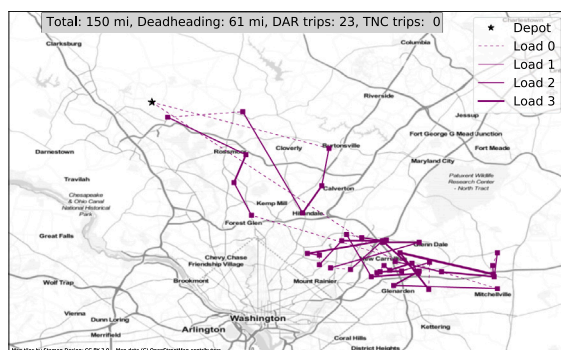 Total: 150 mi, Deadheading: 61 mi, DAR trips: 23, TNC trips:  0
Depot
Load 0
Load 1
Load 2
Load 3
Clarksburg
Columbia
Riverside
Jessup
Fort George G Mead Junction
Fort Meade
Maryland City
Patuxent Wildlife
Research Center
- North Tract
Darnestown
Travilah
Chesapeake
& Ohio Canal
National Historical
Park
Great Falls
Cloverly
Burtonsville
Calverton
Kemp Mill
Hillandale
Forest Glen
Chevy Chase
Friendship Village
Brookmont
Mount Rainier
Glenn Dale
New Carrollton
Glenarden
Mitchellville
Wolf Trap
Vienna
Dunn Loring
Merrifield
Washington
Arlington
Kettering
Coral Hills
District Heights